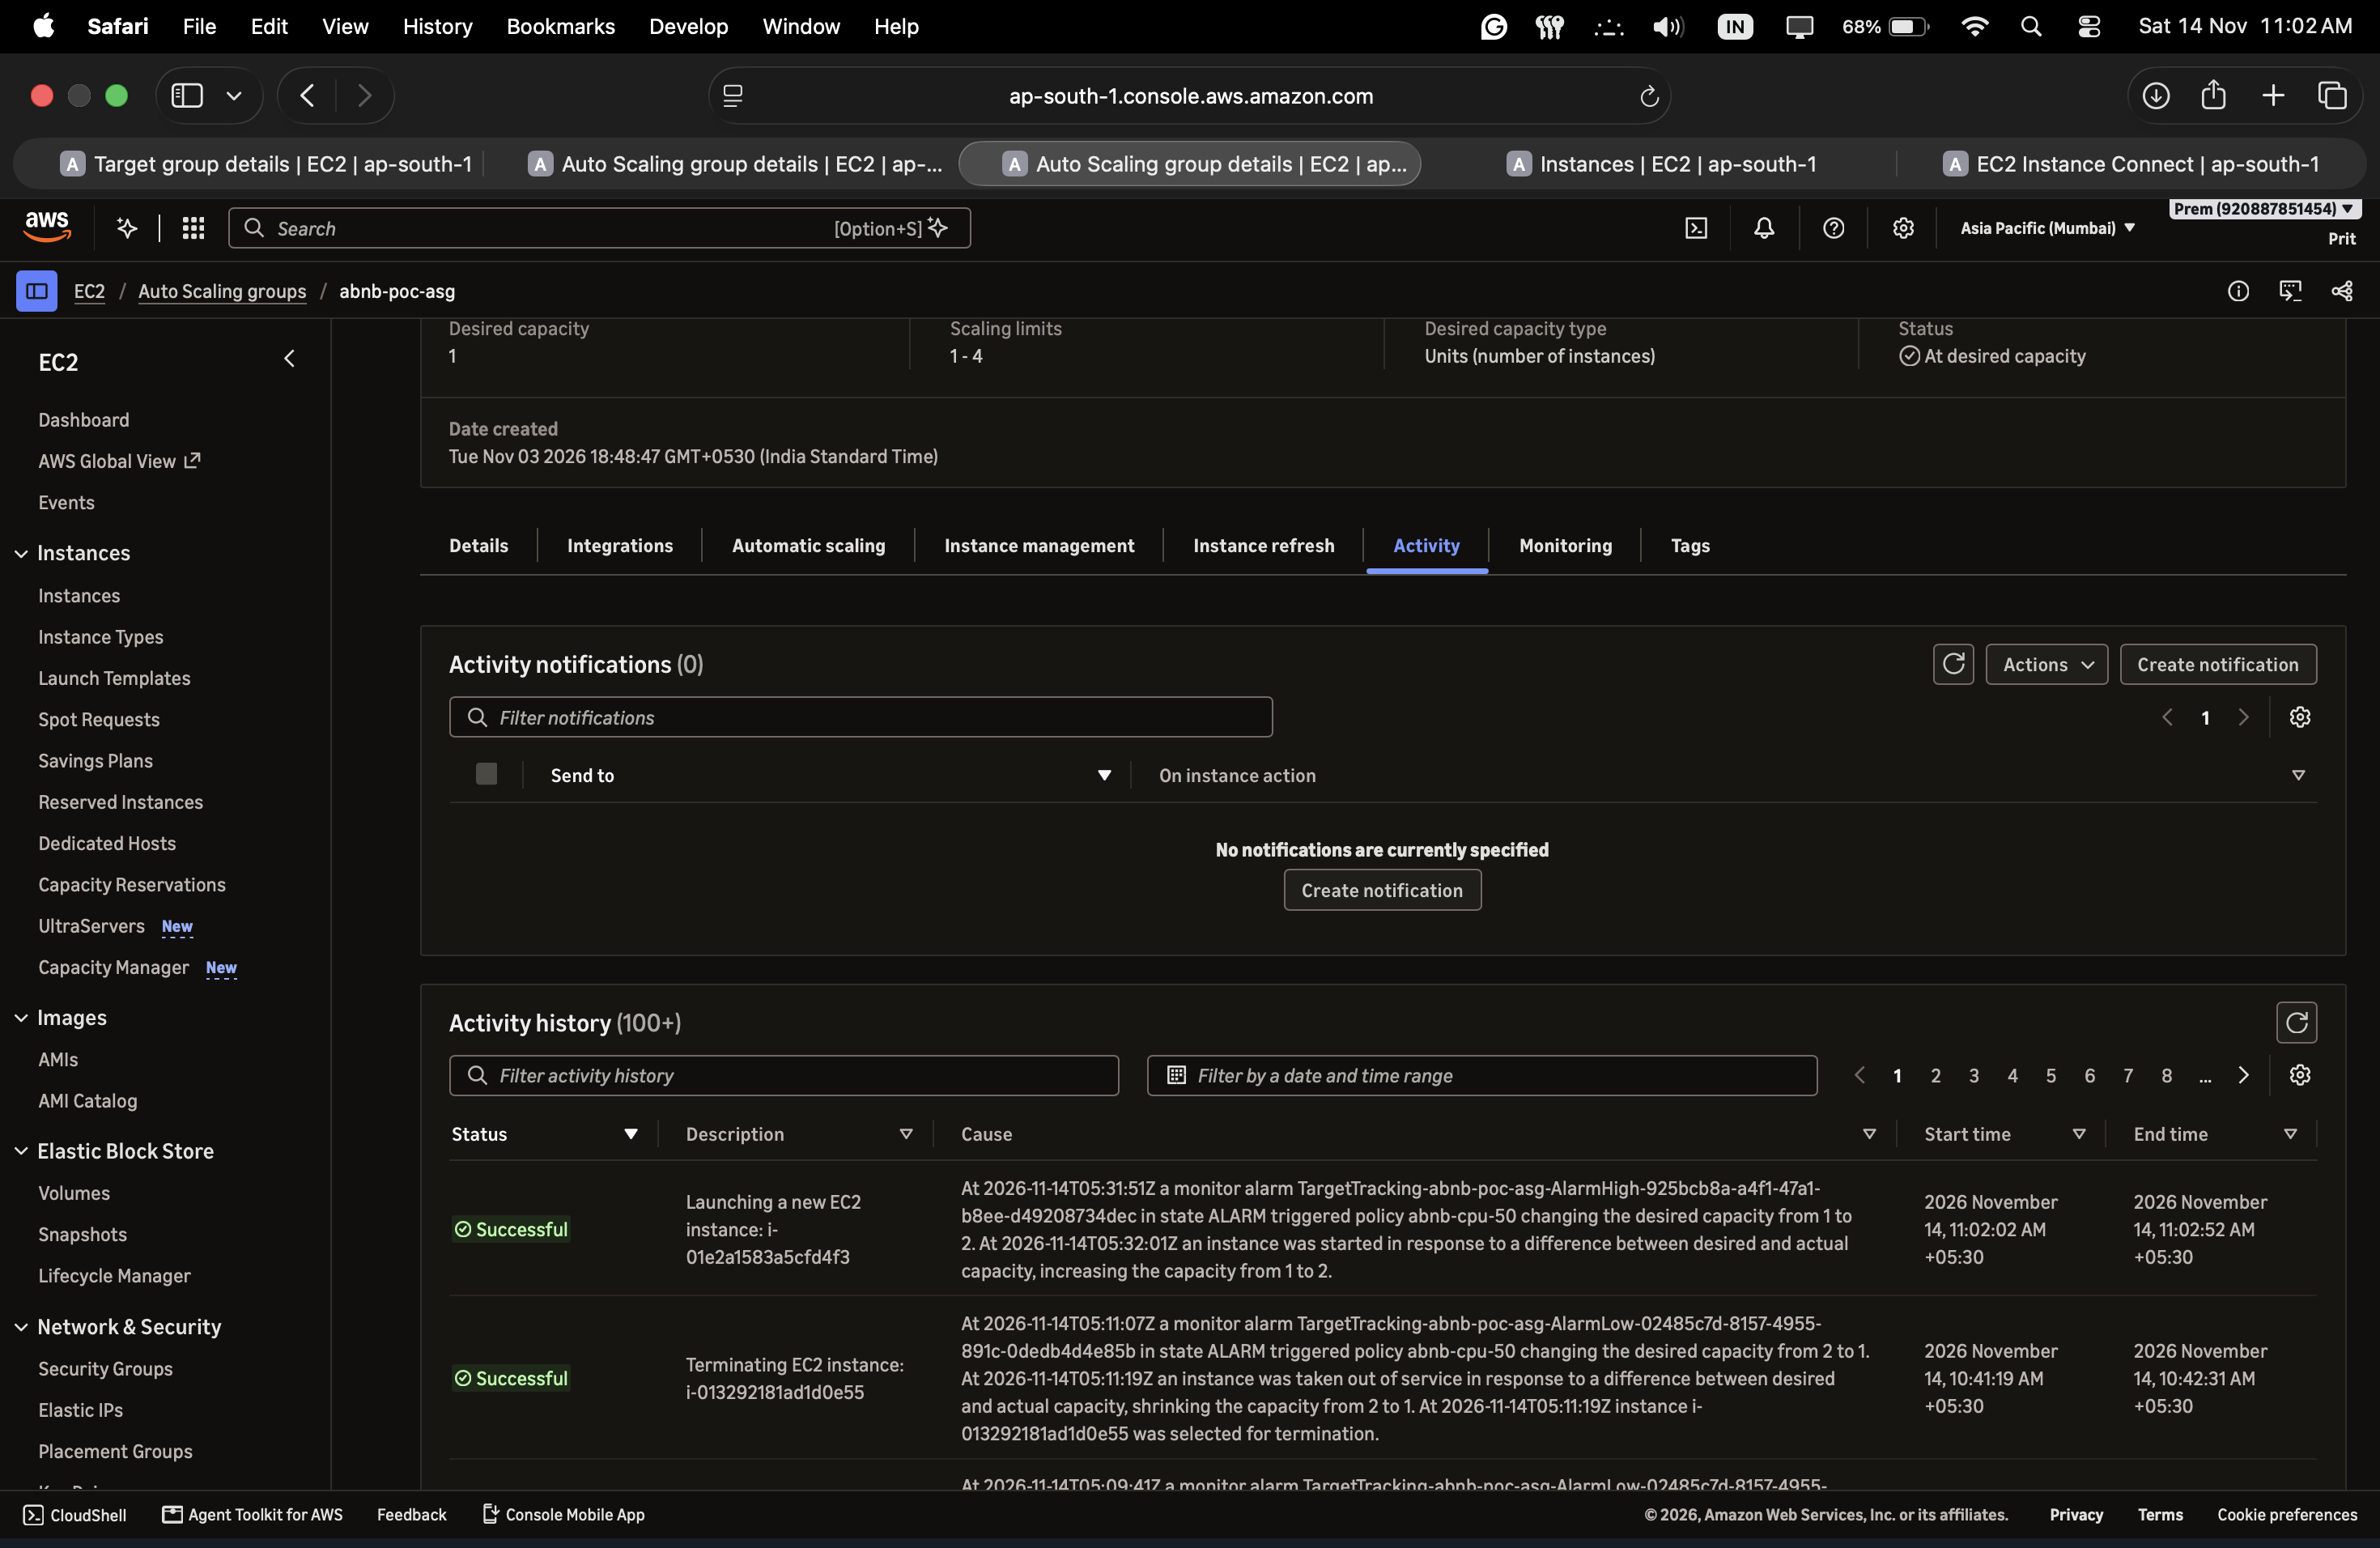 Safari File Edit View History Bookmarks Develop Window Help
IN 68% Sat 14 Nov 11:02 AM
ap-south-1.console.aws.amazon.com
A Target group details | EC2 | ap-south-1
A Auto Scaling group details | EC2 | ap-...
A Auto Scaling group details | EC2 | ap...
A Instances | EC2 | ap-south-1
A EC2 Instance Connect | ap-south-1
aws Search [Option+S] Asia Pacific (Mumbai) Prem (920887851454)
Prit
EC2 / Auto Scaling groups / abnb-poc-asg
EC2
Dashboard
AWS Global View
Events
Instances
Instances
Instance Types
Launch Templates
Spot Requests
Savings Plans
Reserved Instances
Dedicated Hosts
Capacity Reservations
UltraServers New
Capacity Manager New
Images
AMIs
AMI Catalog
Elastic Block Store
Volumes
Snapshots
Lifecycle Manager
Network & Security
Security Groups
Elastic IPs
Placement Groups
Desired capacity
1
Scaling limits
1 - 4
Desired capacity type
Units (number of instances)
Status
At desired capacity
Date created
Tue Nov 03 2026 18:48:47 GMT+0530 (India Standard Time)
Details Integrations Automatic scaling Instance management Instance refresh Activity Monitoring Tags
Activity notifications (0)
Actions Create notification
Filter notifications
1
Send to On instance action
No notifications are currently specified
Create notification
Activity history (100+)
Filter activity history Filter by a date and time range 1 2 3 4 5 6 7 8 ...
Status Description Cause Start time End time
Successful
Launching a new EC2
instance: i-
01e2a1583a5cfd4f3
At 2026-11-14T05:31:51Z a monitor alarm TargetTracking-abnb-poc-asg-AlarmHigh-925bcb8a-a4f1-47a1-
b8ee-d49208734dec in state ALARM triggered policy abnb-cpu-50 changing the desired capacity from 1 to
2. At 2026-11-14T05:32:01Z an instance was started in response to a difference between desired and actual
capacity, increasing the capacity from 1 to 2.
2026 November
14, 11:02:02 AM
+05:30
2026 November
14, 11:02:52 AM
+05:30
Successful
Terminating EC2 instance:
i-013292181ad1d0e55
At 2026-11-14T05:11:07Z a monitor alarm TargetTracking-abnb-poc-asg-AlarmLow-02485c7d-8157-4955-
891c-0dedb4d4e85b in state ALARM triggered policy abnb-cpu-50 changing the desired capacity from 2 to 1.
At 2026-11-14T05:11:19Z an instance was taken out of service in response to a difference between desired
and actual capacity, shrinking the capacity from 2 to 1. At 2026-11-14T05:11:19Z instance i-
013292181ad1d0e55 was selected for termination.
2026 November
14, 10:41:19 AM
+05:30
2026 November
14, 10:42:31 AM
+05:30
At 2026-11-14T05:09:41Z a monitor alarm TargetTracking-abnb-poc-asg-AlarmLow-02485c7d-8157-4955-
CloudShell Agent Toolkit for AWS Feedback Console Mobile App
© 2026, Amazon Web Services, Inc. or its affiliates. Privacy Terms Cookie preferences